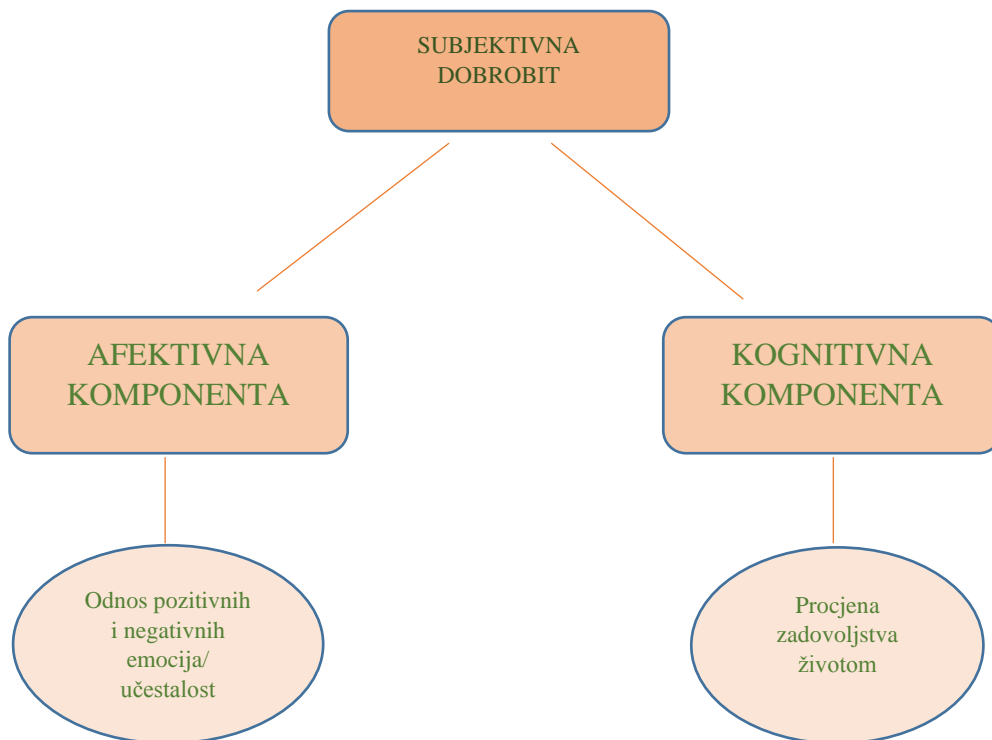 SUBJEKTIVNA
DOBROBIT
AFEKTIVNA
KOMPONENTA
KOGNITIVNA
KOMPONENTA
Odnos pozitivnih
i negativnih
emocija/
učestalost
Procjena
zadovoljstva
životom